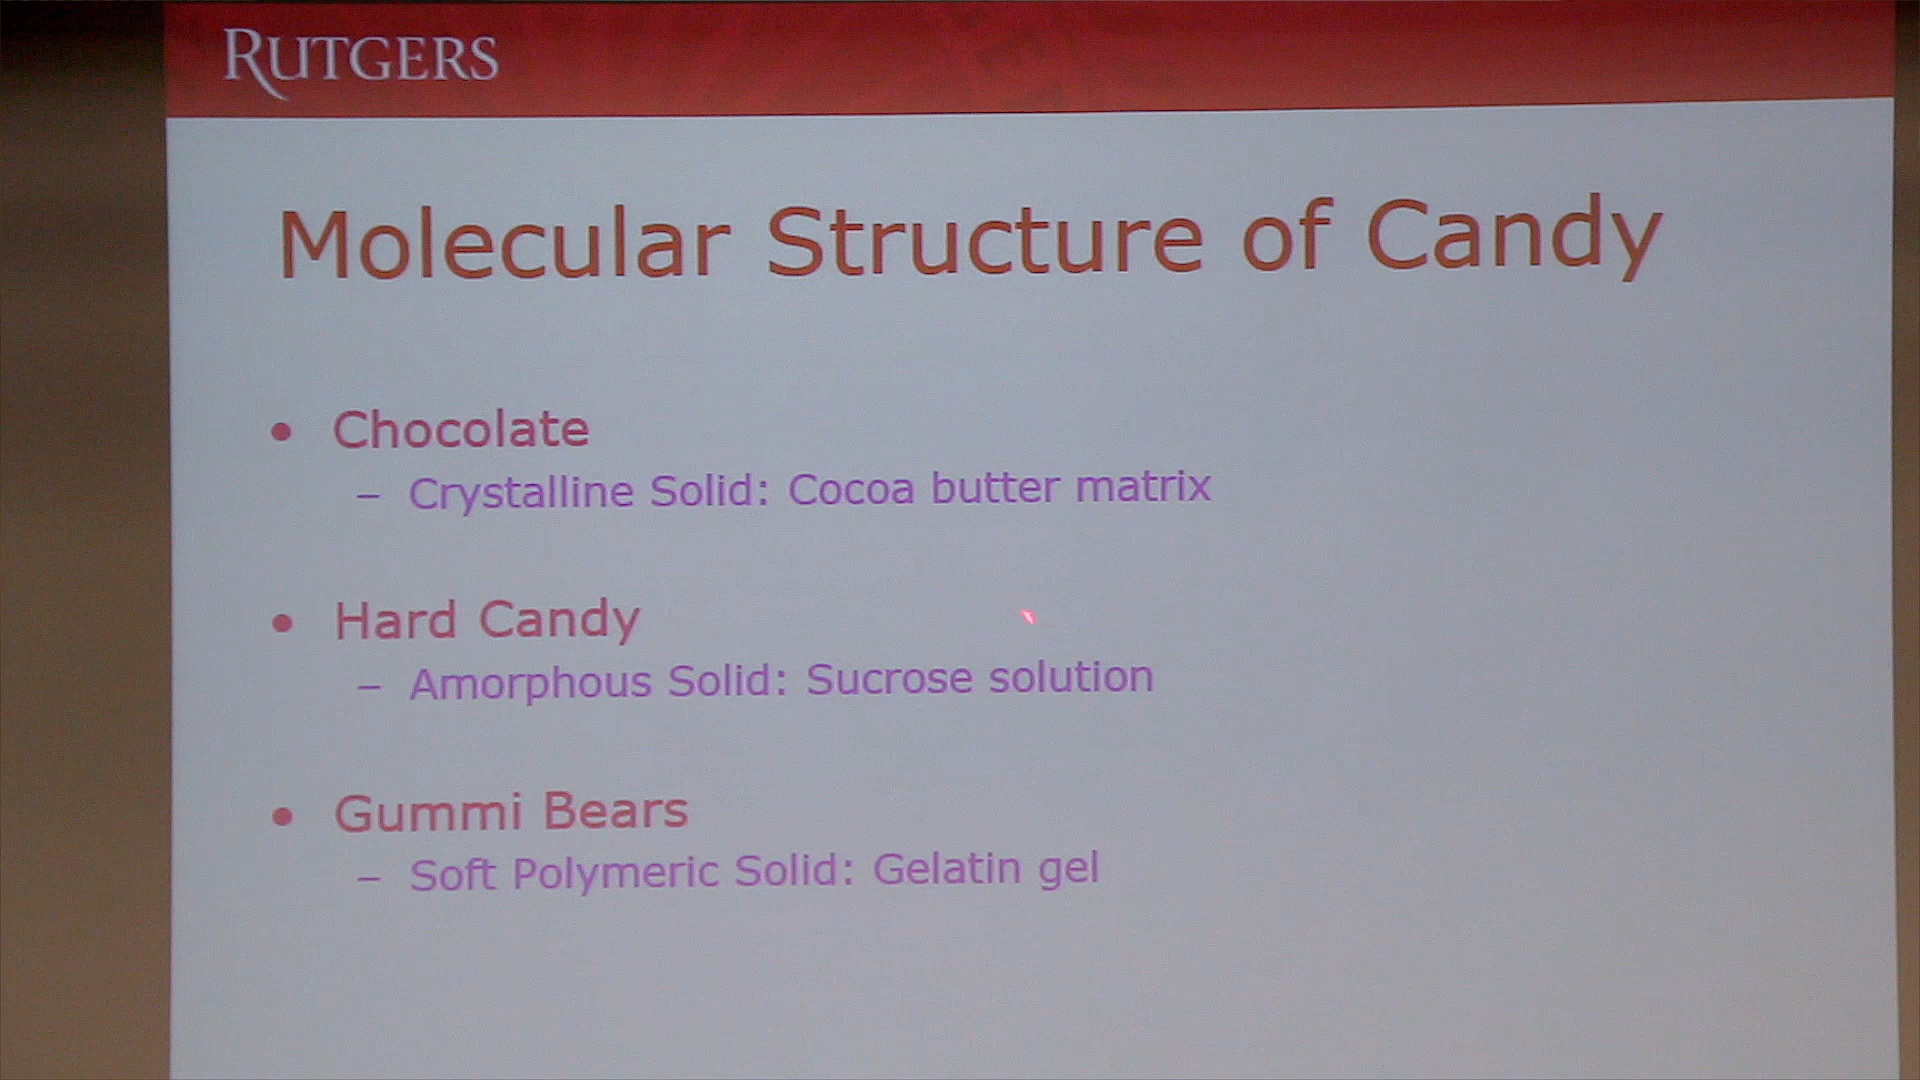 RUTGERS
Molecular Structure of Candy
• Chocolate
– Crystalline Solid: Cocoa butter matrix
• Hard Candy
– Amorphous Solid: Sucrose solution
• Gummi Bears
– Soft Polymeric Solid: Gelatin gel